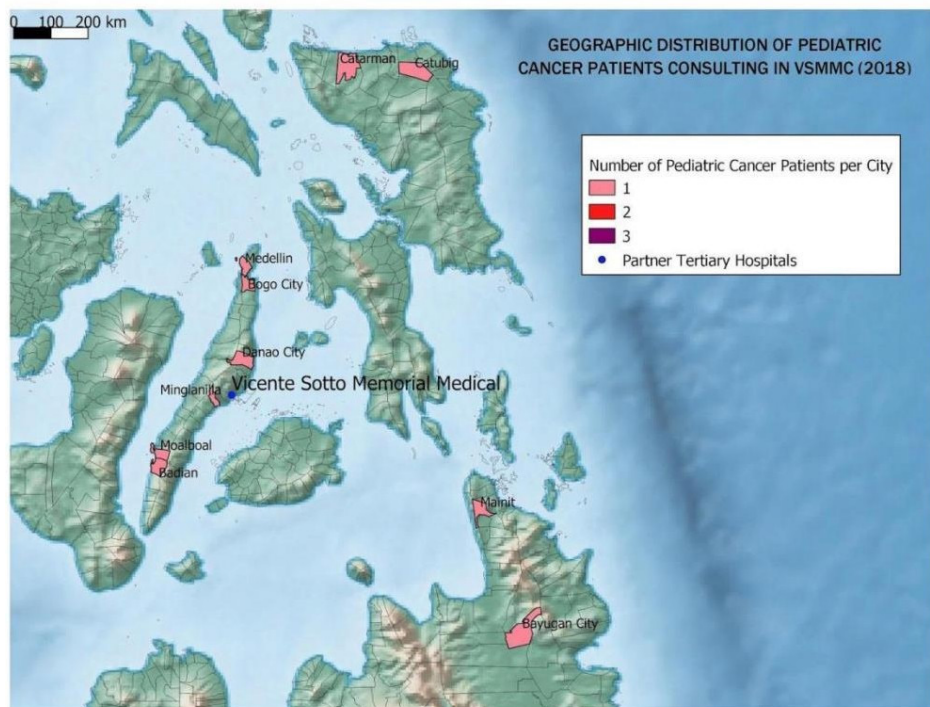 0 100 200 km
GEOGRAPHIC DISTRIBUTION OF PEDIATRIC
CANCER PATIENTS CONSULTING IN VSMMC (2018)
Catarman
Catubig
Number of Pediatric Cancer Patients per City
1
2
3
Partner Tertiary Hospitals
Medellin
Bogo City
Danao City
Vicente Sotto Memorial Medical
Minglanilla
Moalboal
Badian
Mainit
Bayugan City